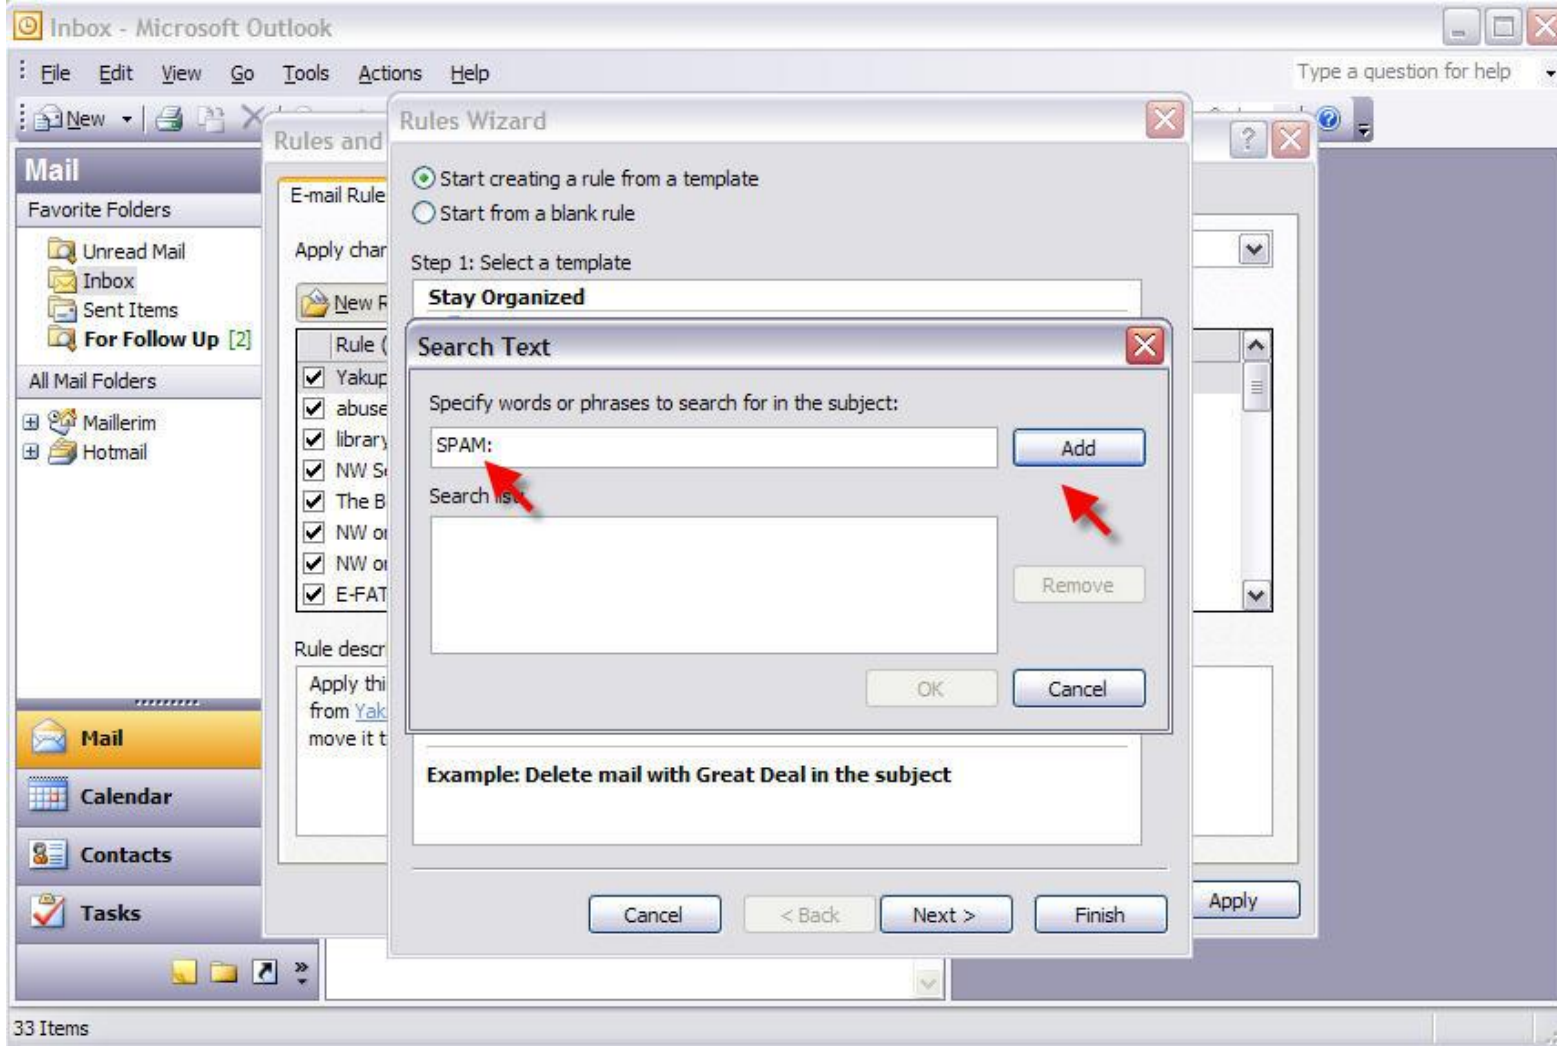 Inbox - Microsoft Outlook
File Edit View Go Tools Actions Help
Type a question for help
New
Mail
Favorite Folders
Unread Mail
Inbox
Sent Items
For Follow Up [2]
All Mail Folders
Maillerim
Hotmail
Mail
Calendar
Contacts
Tasks
33 Items
Rules and
E-mail Rule
Apply chan
New R
Rule (
Yakup
abuse
library
NW Se
The B
NW or
NW or
E-FAT
Rule descr
Apply thi
from Yak
move it t
Apply
Rules Wizard
Start creating a rule from a template
Start from a blank rule
Step 1: Select a template
Stay Organized
Search Text
Specify words or phrases to search for in the subject:
SPAM:
Add
Search list:
Remove
OK Cancel
Example: Delete mail with Great Deal in the subject
Cancel < Back Next > Finish